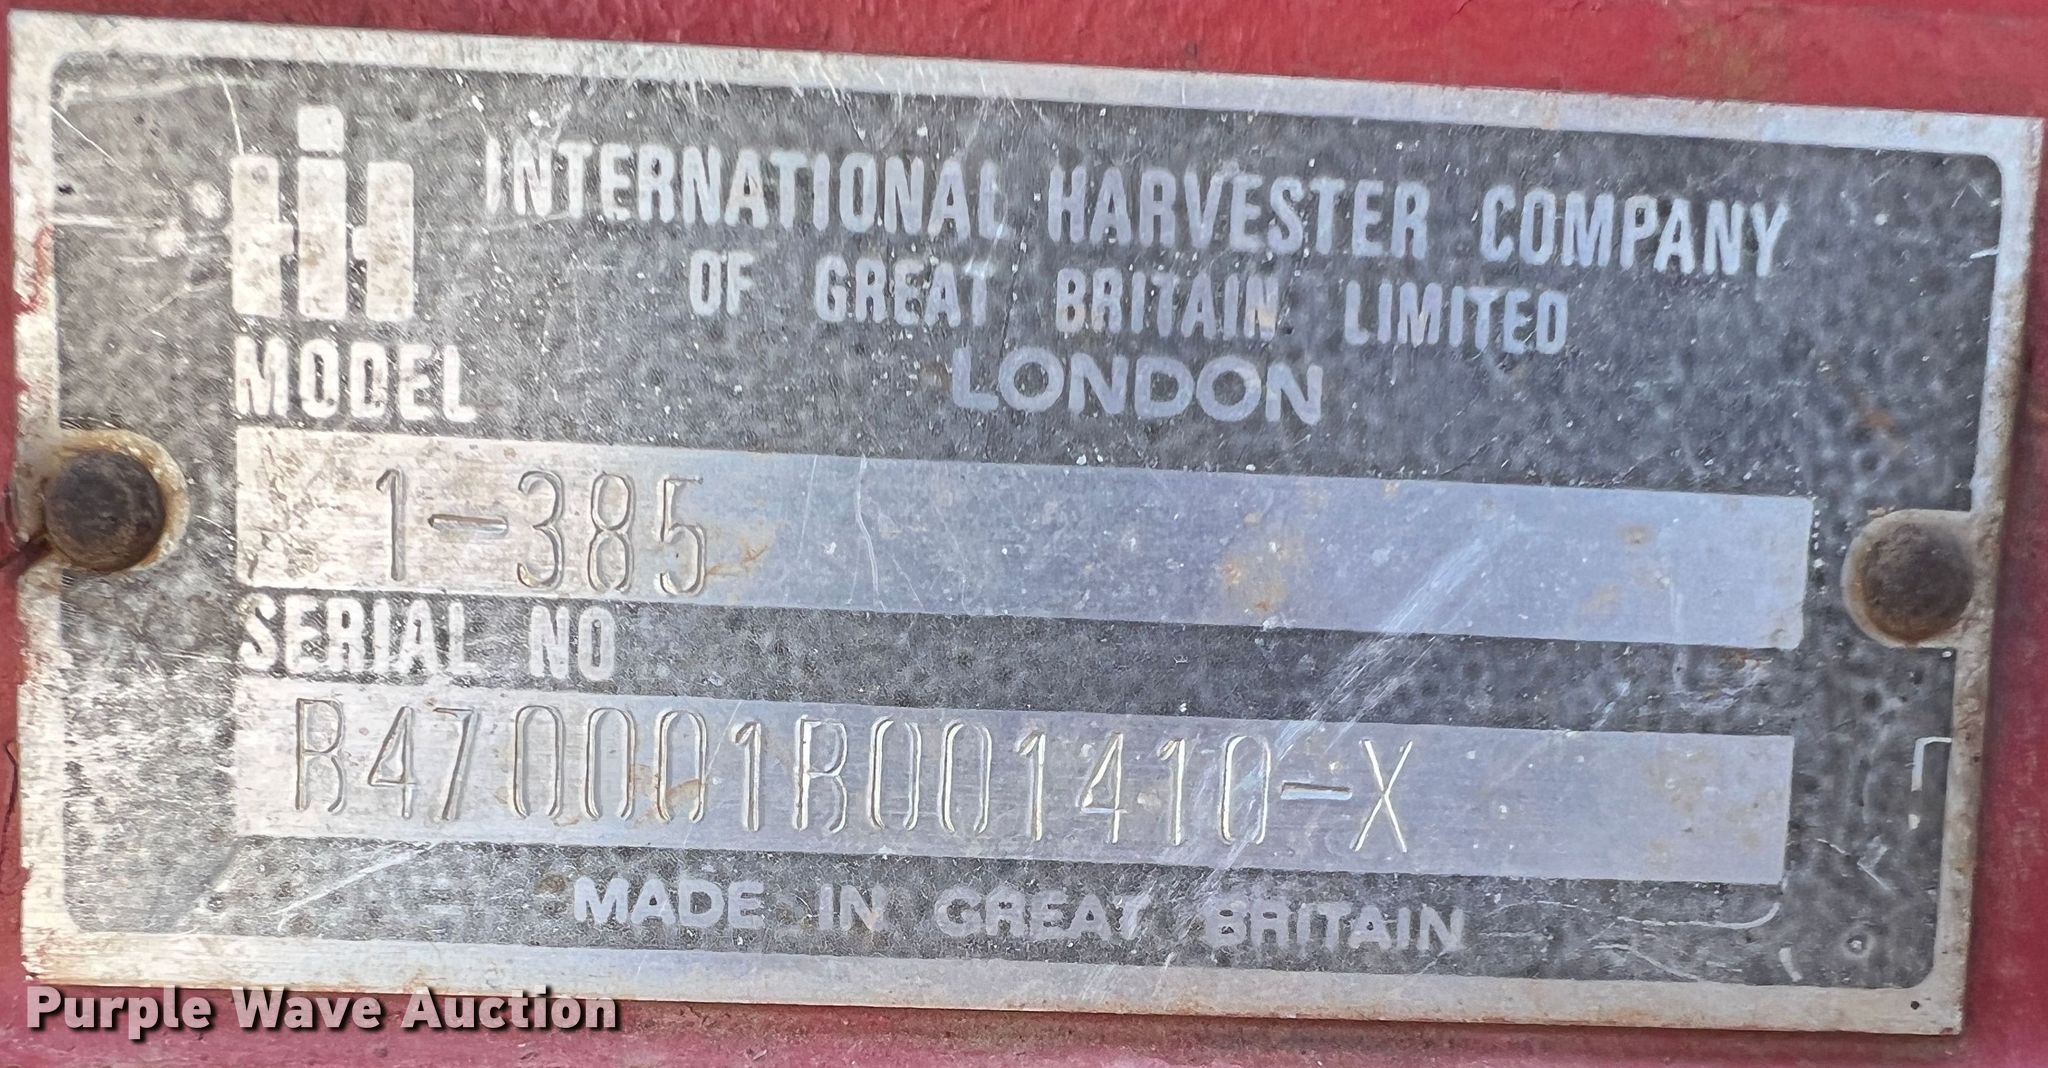 INTERNATIONAL HARVESTER COMPANY
OF GREAT BRITAIN LIMITED
LONDON
MODEL
1-385
SERIAL NO
B470001B001410-X
MADE IN GREAT BRITAIN
Purple Wave Auction